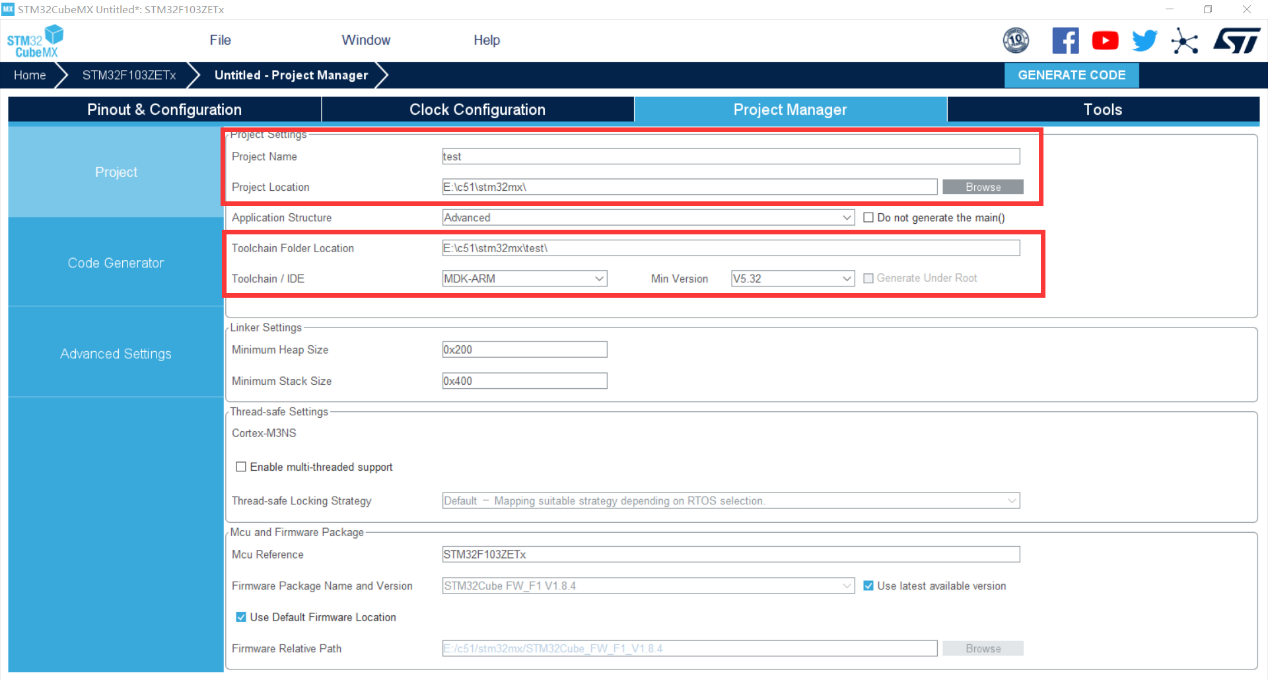 MX STM32CubeMX Untitled*: STM32F103ZETx
STM32 CubeMX File Window Help 10 ST
Home STM32F103ZETx Untitled - Project Manager GENERATE CODE
Pinout & Configuration Clock Configuration Project Manager Tools
Project
Code Generator
Advanced Settings
Project Settings
Project Name test
Project Location E:\c51\stm32mx\ Browse
Application Structure Advanced Do not generate the main()
Toolchain Folder Location E:\c51\stm32mx\test\
Toolchain / IDE MDK-ARM Min Version V5.32 Generate Under Root
Linker Settings
Minimum Heap Size 0x200
Minimum Stack Size 0x400
Thread-safe Settings
Cortex-M3NS
Enable multi-threaded support
Thread-safe Locking Strategy Default － Mapping suitable strategy depending on RTOS selection.
Mcu and Firmware Package
Mcu Reference STM32F103ZETx
Firmware Package Name and Version STM32Cube FW_F1 V1.8.4 Use latest available version
Use Default Firmware Location
Firmware Relative Path E:/c51/stm32mx/STM32Cube_FW_F1_V1.8.4 Browse